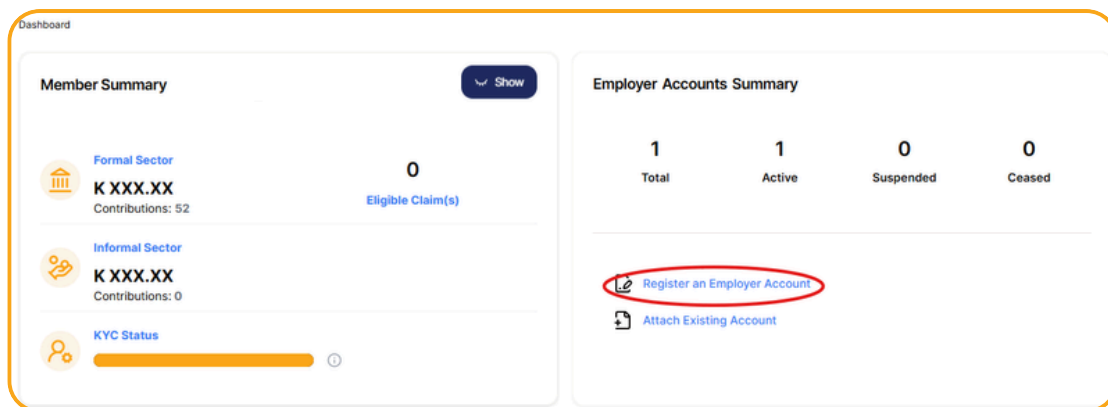 Dashboard
Member Summary
Show
Formal Sector
K XXX.XX
Contributions: 52
0
Eligible Claim(s)
Informal Sector
K XXX.XX
Contributions: 0
KYC Status
Employer Accounts Summary
1 1 0 0
Total Active Suspended Ceased
Register an Employer Account
Attach Existing Account